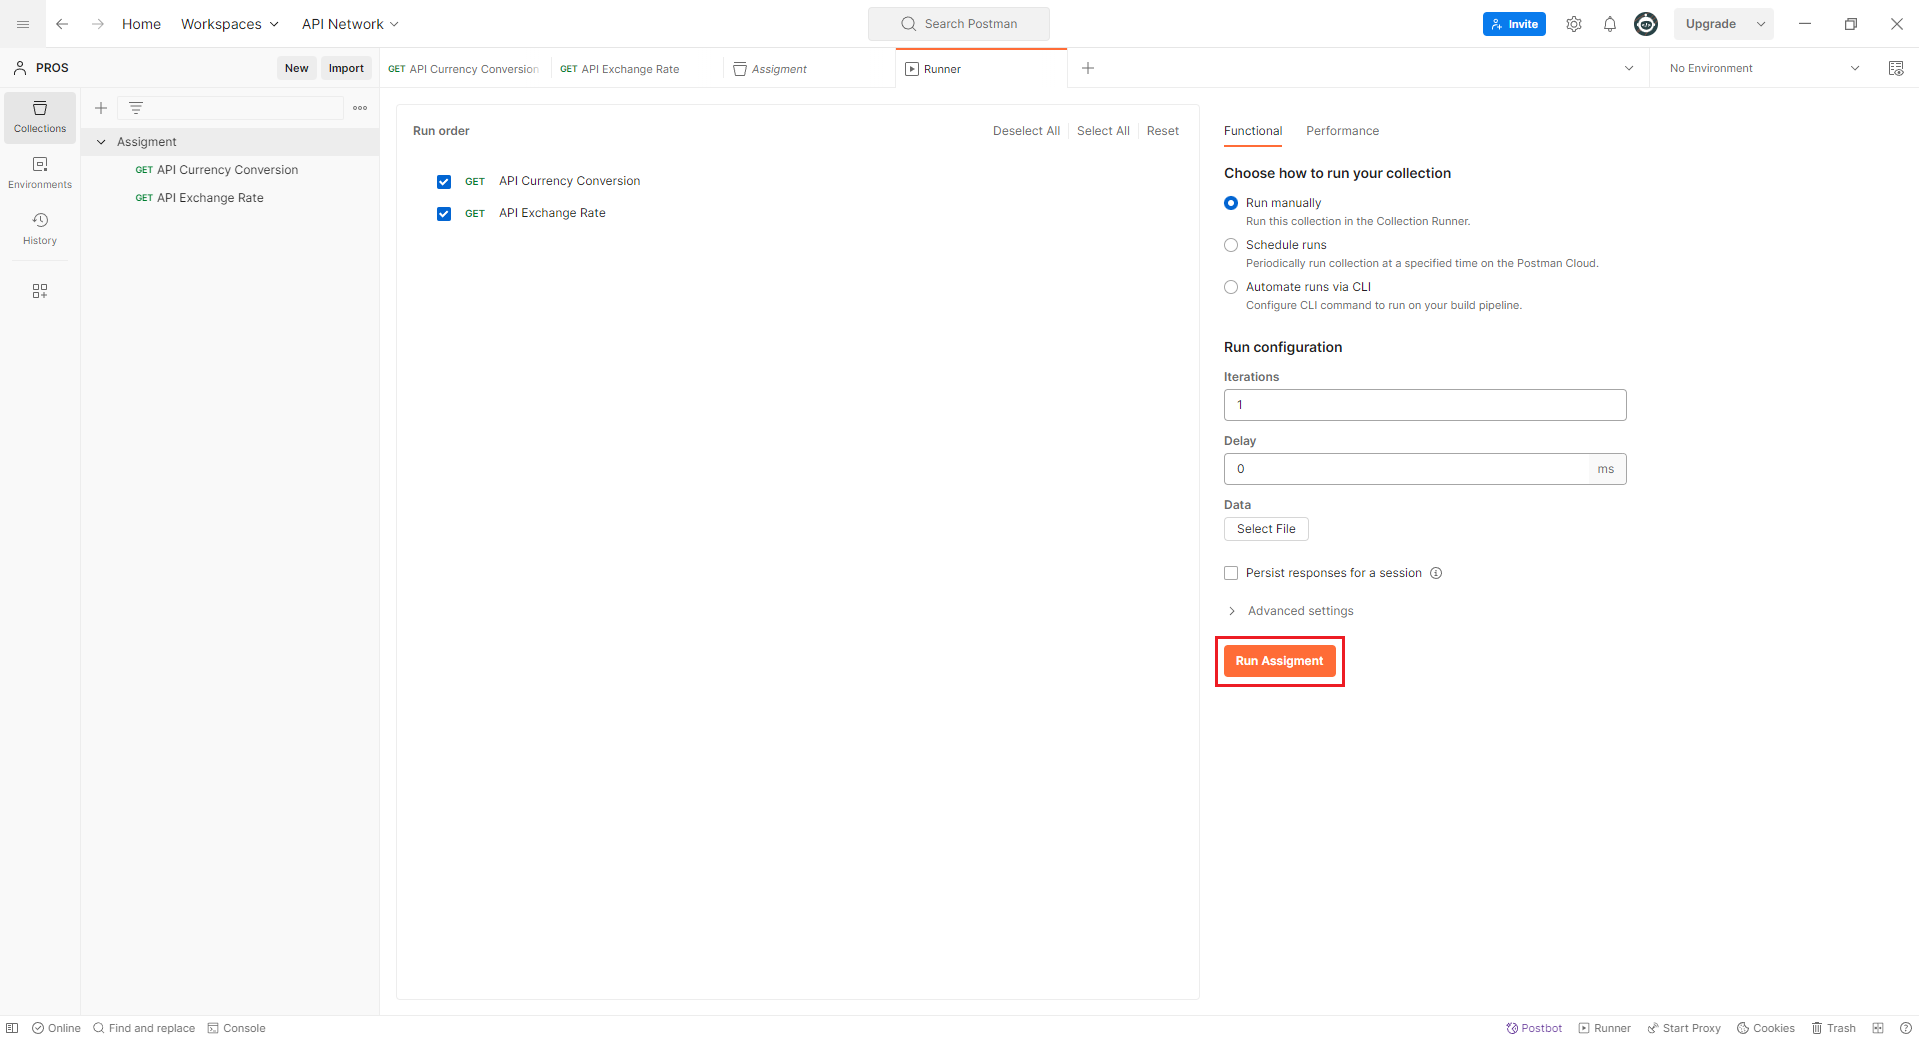 Home Workspaces API Network Search Postman Invite Upgrade
PROS New Import GET API Currency Conversion GET API Exchange Rate Assigment Runner No Environment
Collections
Environments
History
Assigment
GET API Currency Conversion
GET API Exchange Rate
Run order Deselect All Select All Reset
GET API Currency Conversion
GET API Exchange Rate
Functional Performance
Choose how to run your collection
Run manually
Run this collection in the Collection Runner.
Schedule runs
Periodically run collection at a specified time on the Postman Cloud.
Automate runs via CLI
Configure CLI command to run on your build pipeline.
Run configuration
Iterations
1
Delay
0 ms
Data
Select File
Persist responses for a session
Advanced settings
Run Assigment
Online Find and replace Console Postbot Runner Start Proxy Cookies Trash